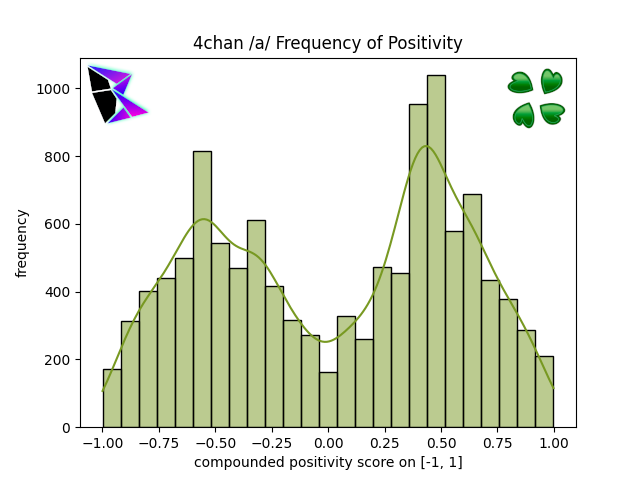 4chan /a/ Frequency of Positivity
frequency
1000
800
600
400
200
0
−1.00 −0.75 −0.50 −0.25 0.00 0.25 0.50 0.75 1.00
compounded positivity score on [-1, 1]